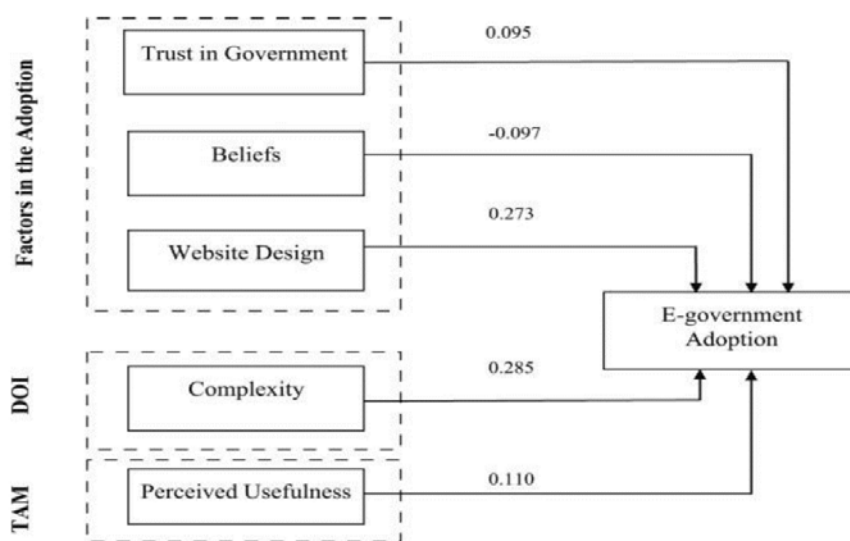 Factors in the Adoption
Trust in Government
0.095
Beliefs
-0.097
Website Design
0.273
E-government
Adoption
DOI
Complexity
0.285
TAM
Perceived Usefulness
0.110